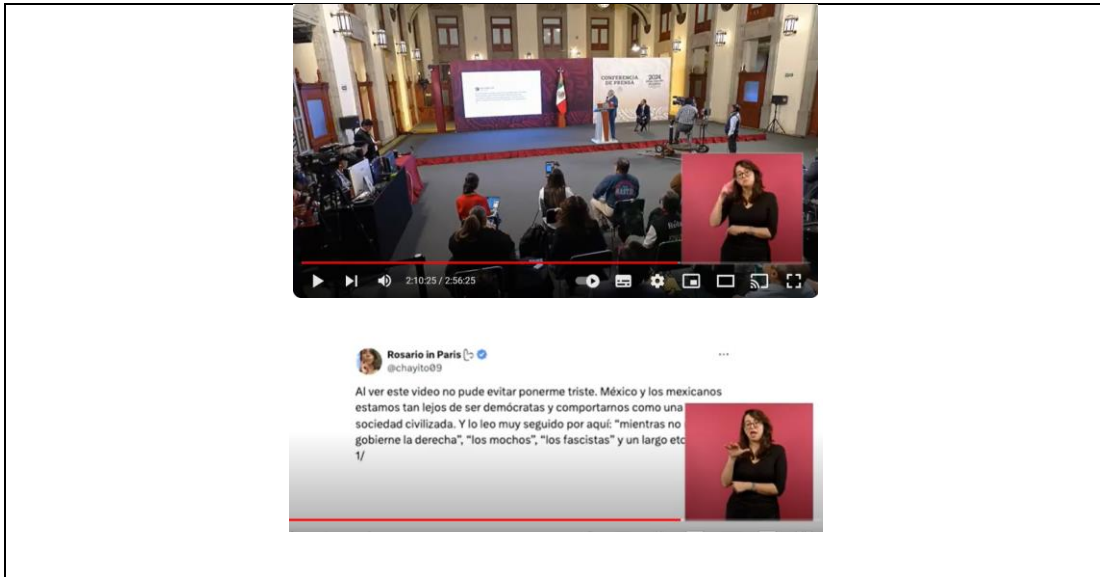 CONFERENCIA
DE PRENSA
2024
2:10:25 / 2:56:25
Rosario in Paris
@chayito09
Al ver este video no pude evitar ponerme triste. México y los mexicanos
estamos tan lejos de ser demócratas y comportarnos como una
sociedad civilizada. Y lo leo muy seguido por aquí: “mientras no
gobierne la derecha”, “los mochos”, “los fascistas” y un largo etc
1/